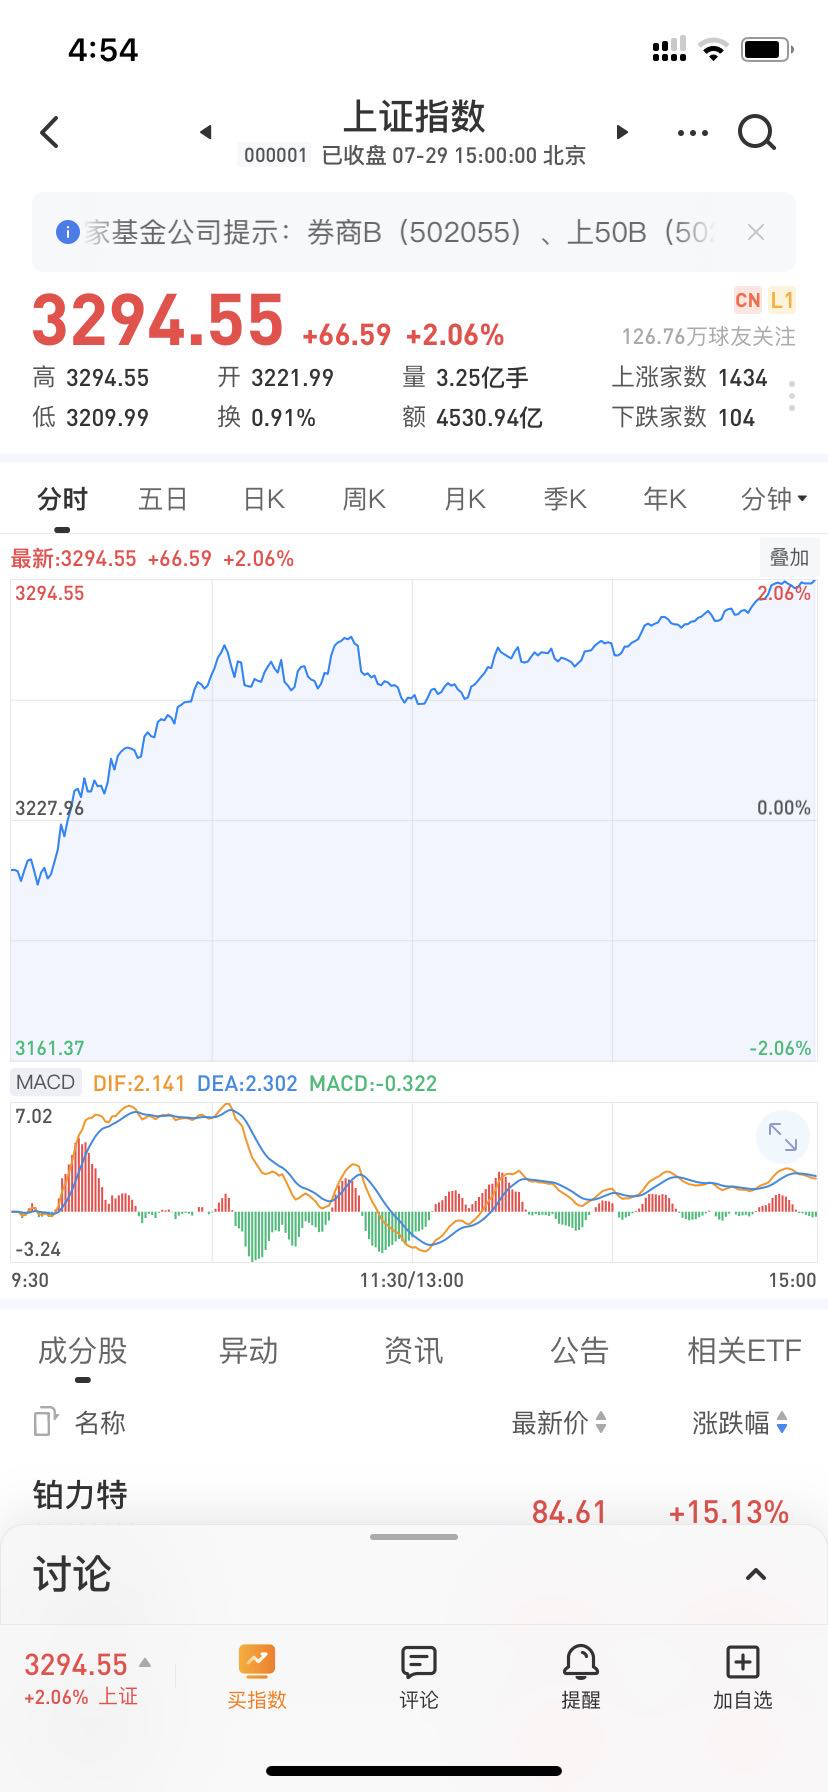 4:54
上证指数
000001 已收盘 07-29 15:00:00 北京
家基金公司提示：券商B（502055）、上50B（502
3294.55 +66.59 +2.06%
CN L1
126.76万球友关注
高 3294.55 开 3221.99 量 3.25亿手 上涨家数 1434
低 3209.99 换 0.91% 额 4530.94亿 下跌家数 104
分时 五日 日K 周K 月K 季K 年K 分钟
最新:3294.55 +66.59 +2.06% 叠加
3294.55 2.06%
3227.96 0.00%
3161.37 -2.06%
MACD DIF:2.141 DEA:2.302 MACD:-0.322
7.02
-3.24
9:30 11:30/13:00 15:00
成分股 异动 资讯 公告 相关ETF
名称 最新价 涨跌幅
铂力特 84.61 +15.13%
讨论
3294.55
+2.06% 上证
买指数 评论 提醒 加自选